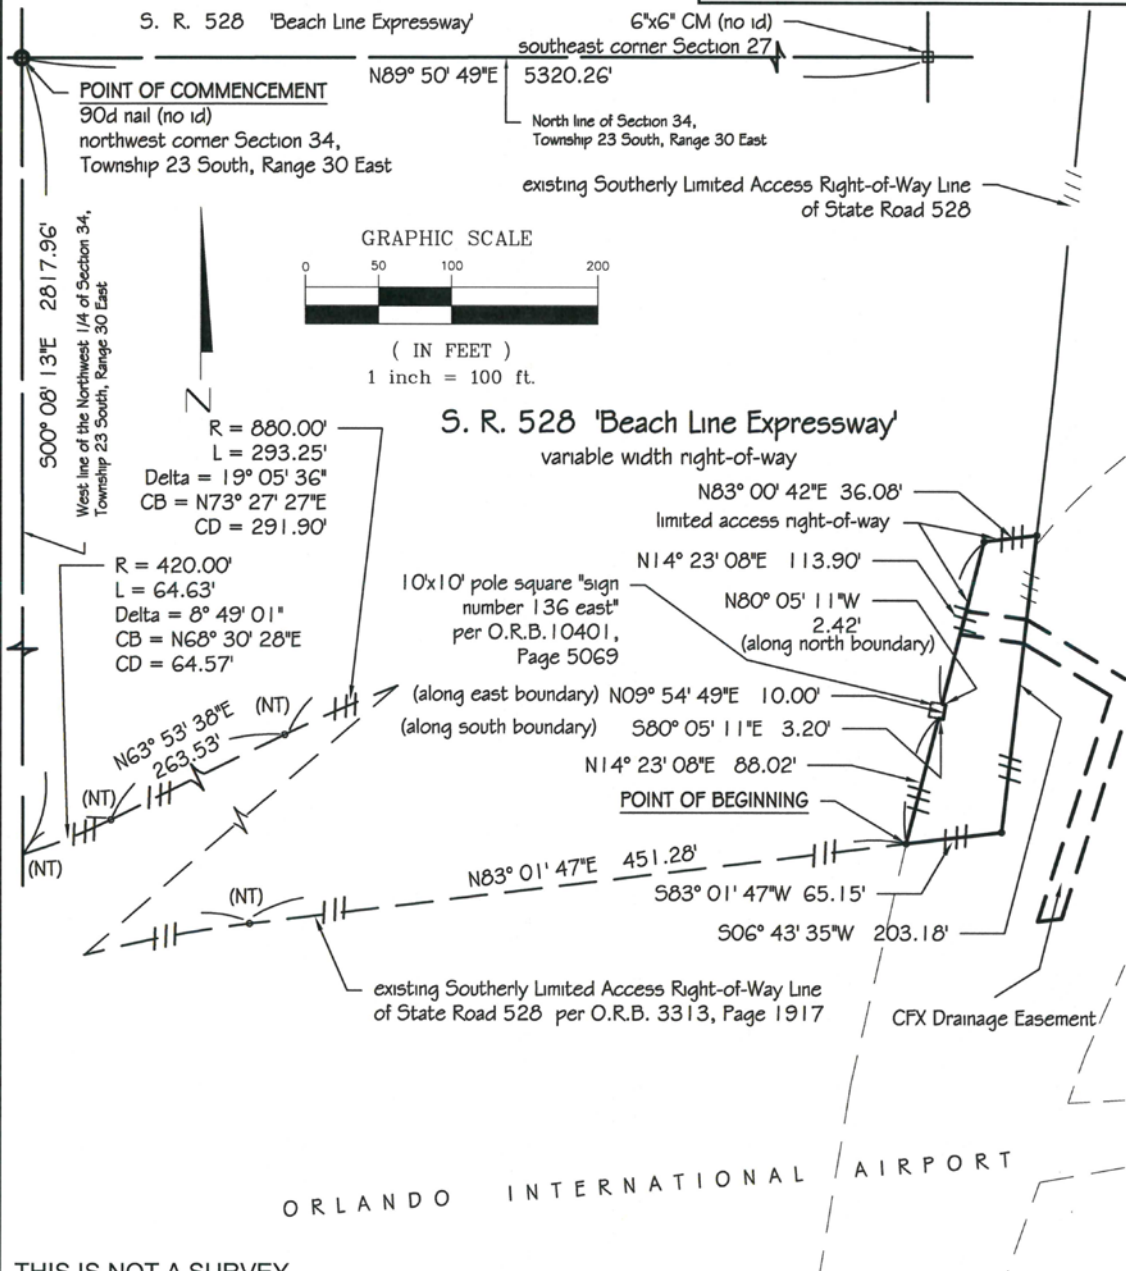 S. R. 528 'Beach Line Expressway'
6"x6" CM (no id)
southeast corner Section 27
N89° 50' 49"E 5320.26'
POINT OF COMMENCEMENT
90d nail (no id)
northwest corner Section 34,
Township 23 South, Range 30 East
North line of Section 34,
Township 23 South, Range 30 East
existing Southerly Limited Access Right-of-Way Line
of State Road 528
S00° 08' 13"E 2817.96'
West line of the Northwest 1/4 of Section 34,
Township 23 South, Range 30 East
GRAPHIC SCALE
0 50 100 200
( IN FEET )
1 inch = 100 ft.
N
S. R. 528 'Beach Line Expressway'
variable width right-of-way
R = 880.00'
L = 293.25'
Delta = 19° 05' 36"
CB = N73° 27' 27"E
CD = 291.90'
R = 420.00'
L = 64.63'
Delta = 8° 49' 01"
CB = N68° 30' 28"E
CD = 64.57'
N83° 00' 42"E 36.08'
limited access right-of-way
N14° 23' 08"E 113.90'
N80° 05' 11"W
2.42'
(along north boundary)
10'x10' pole square "sign
number 136 east"
per O.R.B.10401,
Page 5069
(along east boundary) N09° 54' 49"E 10.00'
(along south boundary) S80° 05' 11"E 3.20'
N14° 23' 08"E 88.02'
POINT OF BEGINNING
N63° 53' 38"E
263.53'
(NT)
(NT)
(NT)
(NT)
N83° 01' 47"E 451.28'
S83° 01' 47"W 65.15'
S06° 43' 35"W 203.18'
existing Southerly Limited Access Right-of-Way Line
of State Road 528 per O.R.B. 3313, Page 1917
CFX Drainage Easement
ORLANDO INTERNATIONAL AIRPORT
THIS IS NOT A SURVEY